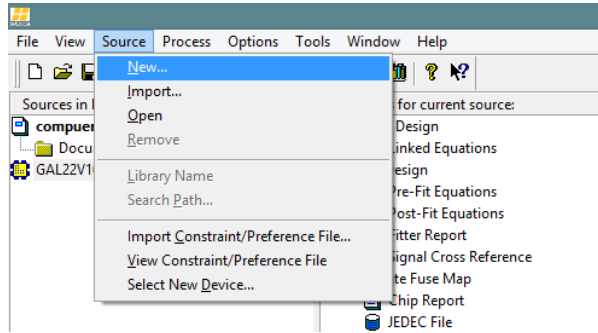 File View Source Process Options Tools Window Help
New...
Import...
Open
Remove
Library Name
Search Path...
Import Constraint/Preference File...
View Constraint/Preference File
Select New Device...
Sources in
compuer
Docu
GAL22V1
for current source:
Design
inked Equations
esign
Pre-Fit Equations
Post-Fit Equations
Fitter Report
Signal Cross Reference
te Fuse Map
Chip Report
JEDEC File